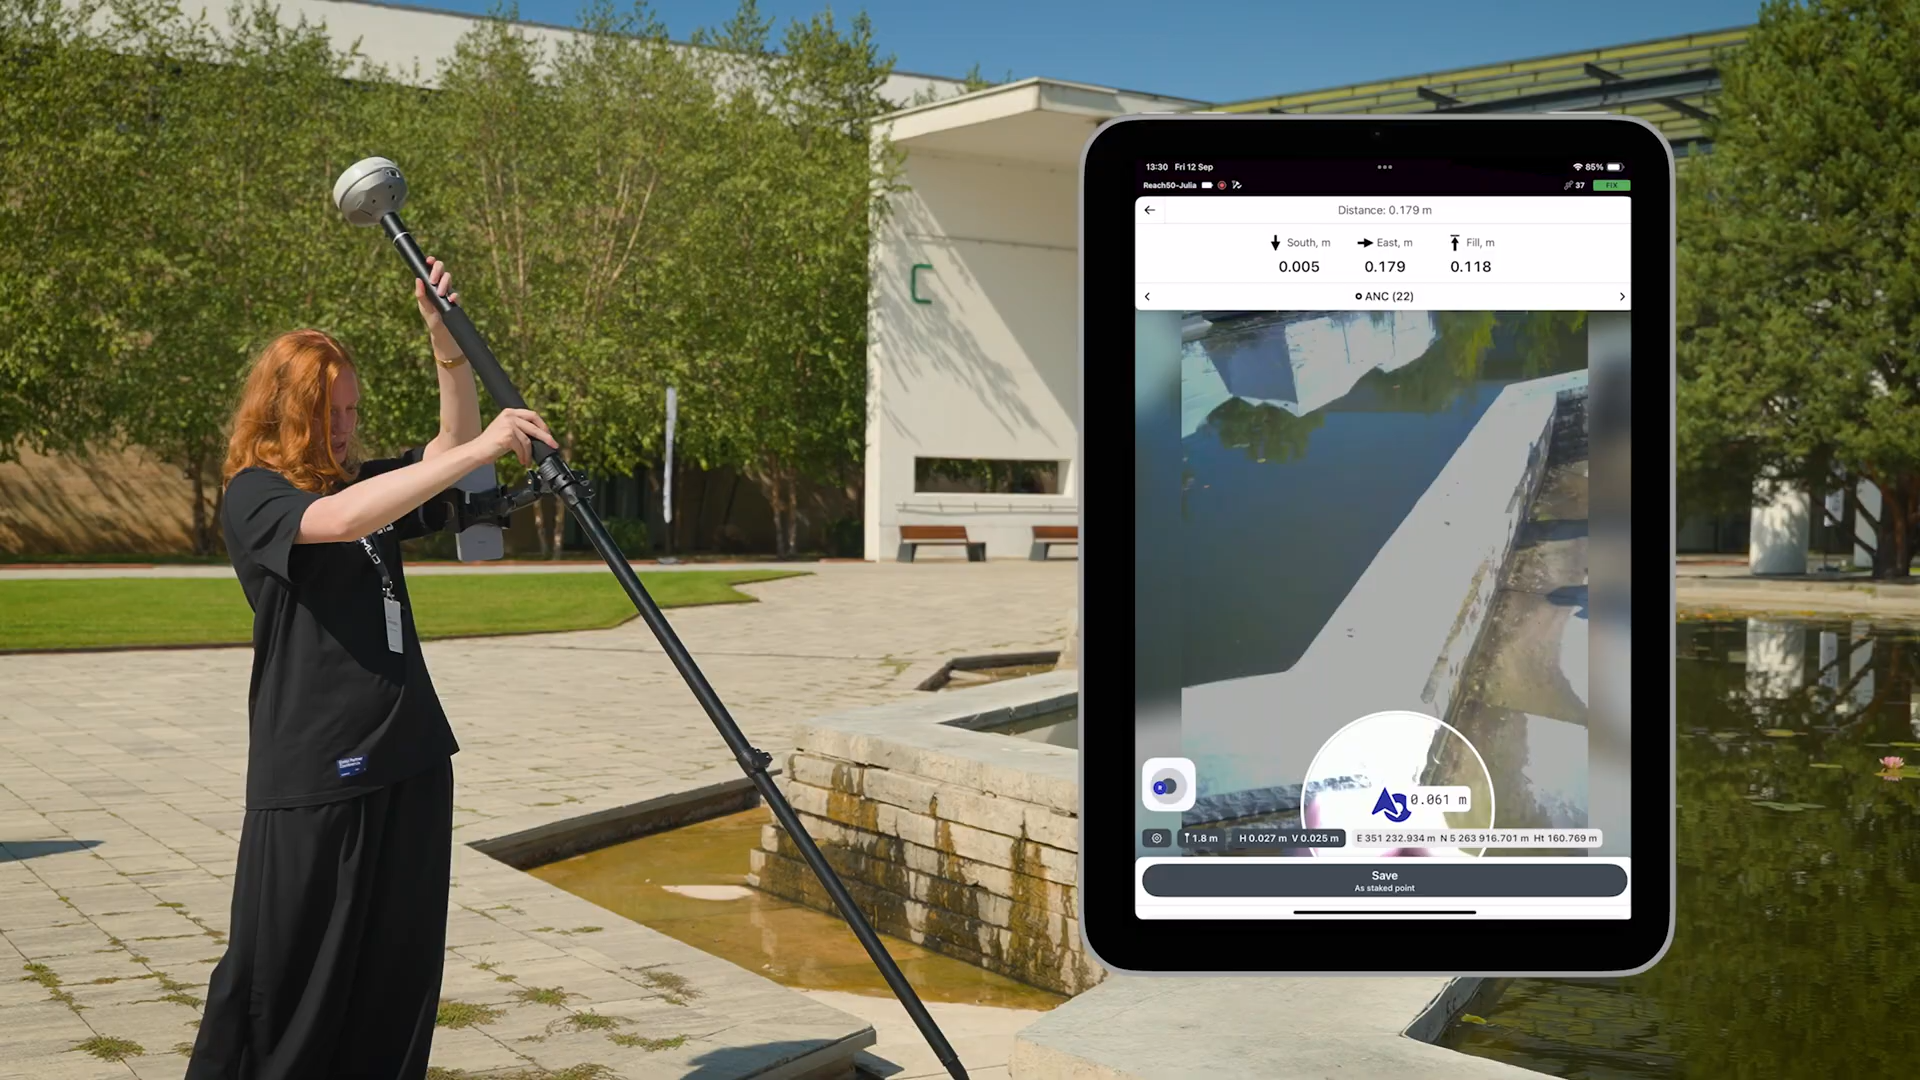 C
EMLID
13:30 Fri 12 Sep
85%
Reach50-Julia
37
FIX
Distance: 0.179 m
South, m
East, m
Fill, m
0.005
0.179
0.118
ANC (22)
0.061 m
1.8 m
H 0.027 m V 0.025 m
E 351 232.934 m N 5 263 916.701 m Ht 160.769 m
Save
As staked point